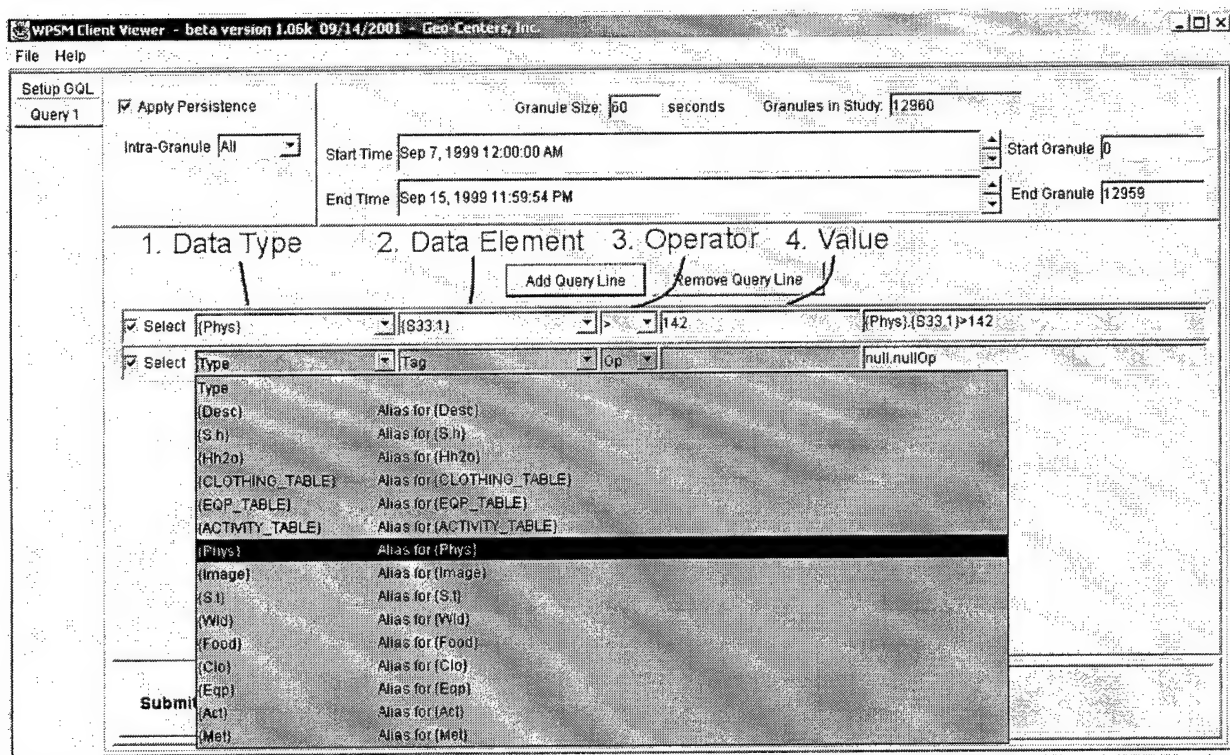 WPSM Client Viewer - beta version 1.06k 09/14/2001 - Geo-Centers, Inc.
File Help
Setup GQL
Query 1
Apply Persistence
Granule Size: 60 seconds Granules in Study: 12960
Intra-Granule All
Start Time Sep 7, 1999 12:00:00 AM
Start Granule 0
End Time Sep 15, 1999 11:59:54 PM
End Granule 12959
1. Data Type 2. Data Element 3. Operator 4. Value
Add Query Line Remove Query Line
Select {Phys} {S33.1} > 142 {Phys}.{S33.1}>142
Select Type Tag Op null.nullOp
Type
{Desc} Alias for {Desc}
{S.h} Alias for {S.h}
{Hh2o} Alias for {Hh2o}
{CLOTHING_TABLE} Alias for {CLOTHING_TABLE}
{EQP_TABLE} Alias for {EQP_TABLE}
{ACTIVITY_TABLE} Alias for {ACTIVITY_TABLE}
{Phys} Alias for {Phys}
{Image} Alias for {Image}
{S.t} Alias for {S.t}
{Wld} Alias for {Wld}
{Food} Alias for {Food}
{Clo} Alias for {Clo}
{Eqp} Alias for {Eqp}
Submit
{Act} Alias for {Act}
{Met} Alias for {Met}